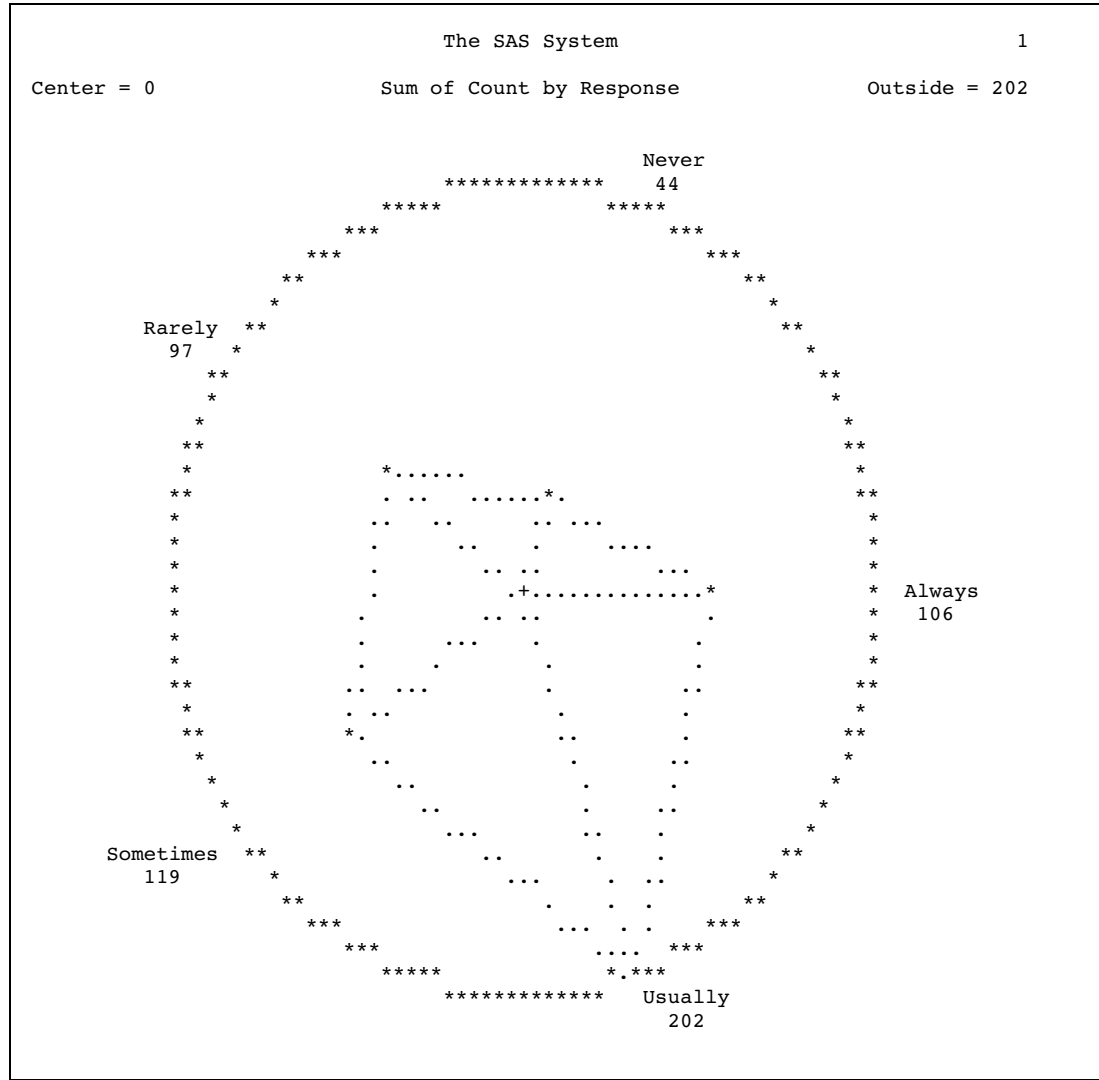 The SAS System 1
Center = 0 Sum of Count by Response Outside = 202
Never
44
Rarely
97
Always
106
Sometimes
119
Usually
202